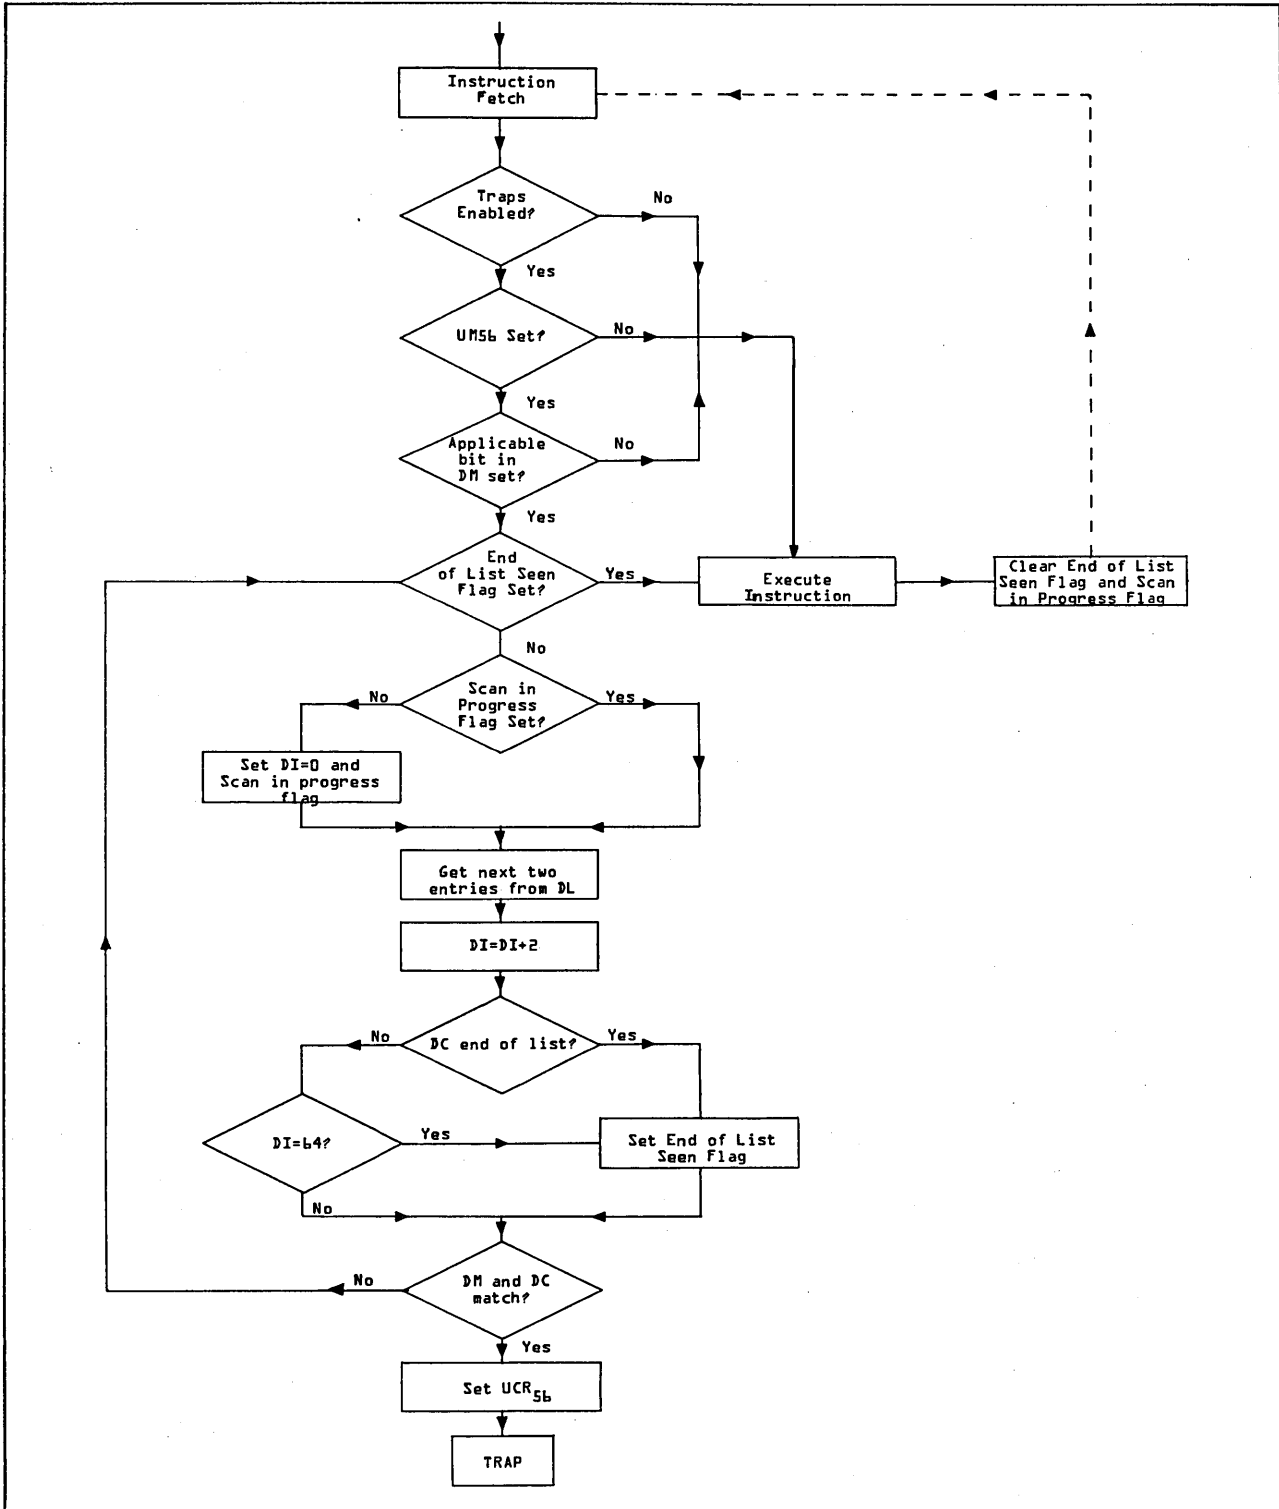 Instruction
Fetch
Traps
Enabled?
No
Yes
UM56 Set?
No
Yes
Applicable
bit in
DM set?
No
Yes
End
of List Seen
Flag Set?
Yes
Execute
Instruction
Clear End of List
Seen Flag and Scan
in Progress Flag
No
Scan in
Progress
Flag Set?
No
Yes
Set DI=0 and
Scan in progress
flag
Get next two
entries from DL
DI=DI+2
DC end of list?
No
Yes
DI=64?
Yes
Set End of List
Seen Flag
No
DM and DC
match?
No
Yes
Set UCR56
TRAP